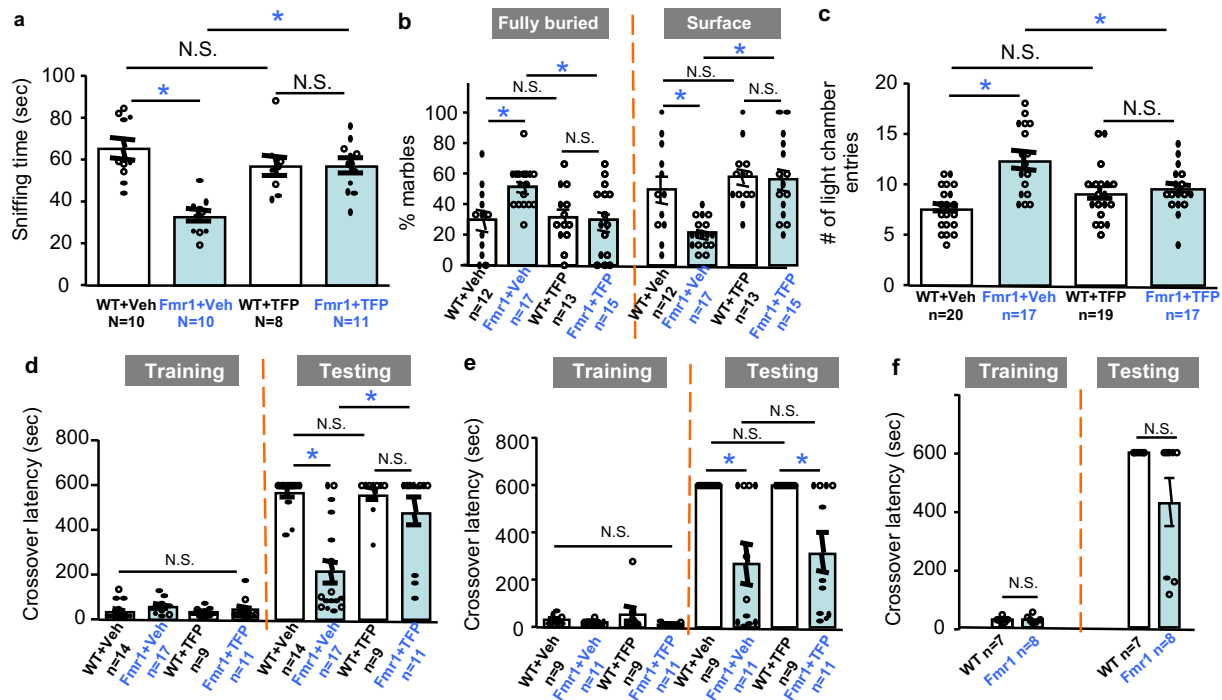 a
*
N.S.
*
N.S.
Sniffing time (sec)
100
80
60
40
20
0
WT+Veh
N=10
Fmr1+Veh
N=10
WT+TFP
N=8
Fmr1+TFP
N=11
b
Fully buried
Surface
*
N.S.
*
N.S.
*
N.S.
*
N.S.
% marbles
100
80
60
40
20
0
WT+Veh
n=12
Fmr1+Veh
n=17
WT+TFP
n=13
Fmr1+TFP
n=15
WT+Veh
n=12
Fmr1+Veh
n=17
WT+TFP
n=13
Fmr1+TFP
n=15
c
*
N.S.
*
N.S.
# of light chamber
entries
20
15
10
5
0
WT+Veh
n=20
Fmr1+Veh
n=17
WT+TFP
n=19
Fmr1+TFP
n=17
d
Training
Testing
*
N.S.
*
N.S.
N.S.
Crossover latency (sec)
800
600
400
200
0
WT+Veh
n=14
Fmr1+Veh
n=17
WT+TFP
n=9
Fmr1+TFP
n=11
WT+Veh
n=14
Fmr1+Veh
n=17
WT+TFP
n=9
Fmr1+TFP
n=11
e
Training
Testing
N.S.
N.S.
*
*
N.S.
Crossover latency (sec)
800
600
400
200
0
WT+Veh
n=9
Fmr1+Veh
n=11
WT+TFP
n=9
Fmr1+TFP
n=11
WT+Veh
n=9
Fmr1+Veh
n=11
WT+TFP
n=9
Fmr1+TFP
n=11
f
Training
Testing
N.S.
N.S.
Crossover latency (sec)
800
600
400
200
0
WT n=7
Fmr1 n=8
WT n=7
Fmr1 n=8